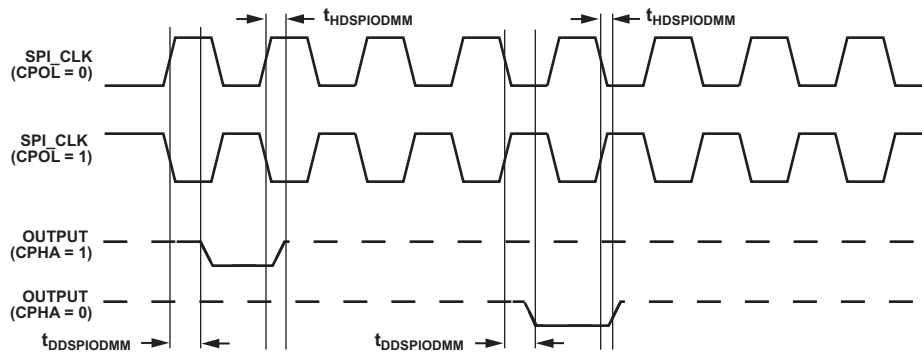 tHDSPIODMM
tHDSPIODMM
SPI_CLK
(CPOL = 0)
SPI_CLK
(CPOL = 1)
OUTPUT
(CPHA = 1)
OUTPUT
(CPHA = 0)
tDDSPIODMM
tDDSPIODMM